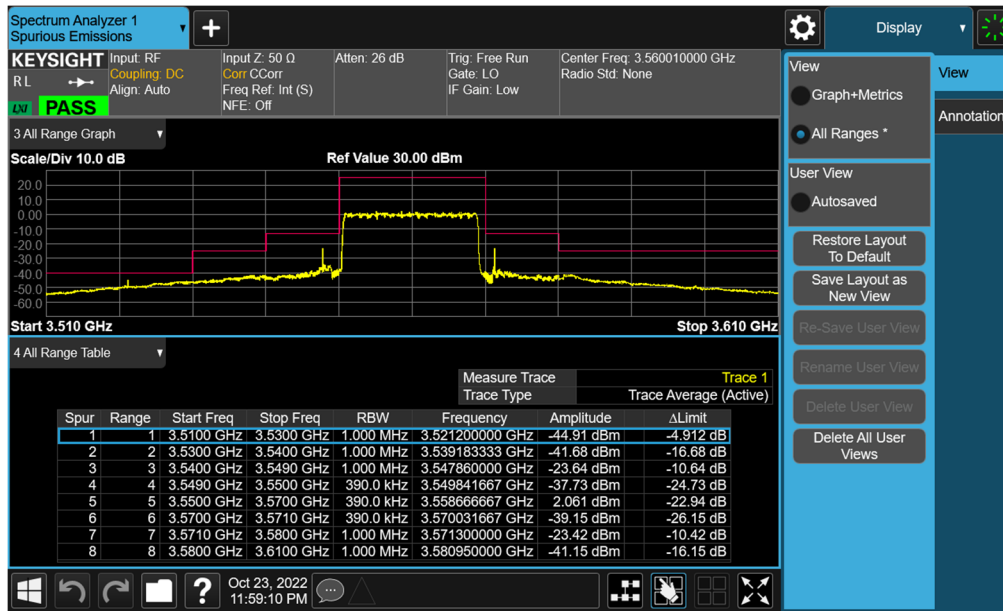 Spectrum Analyzer 1
Spurious Emissions
+
Display
KEYSIGHT
R L
LXI
PASS
Input: RF
Coupling: DC
Align: Auto
Input Z: 50 Ω
Corr CCorr
Freq Ref: Int (S)
NFE: Off
Atten: 26 dB
Trig: Free Run
Gate: LO
IF Gain: Low
Center Freq: 3.560010000 GHz
Radio Std: None
3 All Range Graph
Scale/Div 10.0 dB
Ref Value 30.00 dBm
20.0
10.0
0.00
-10.0
-20.0
-30.0
-40.0
-50.0
-60.0
Start 3.510 GHz
Stop 3.610 GHz
4 All Range Table
Measure Trace Trace 1
Trace Type Trace Average (Active)
Spur Range Start Freq Stop Freq RBW Frequency Amplitude ΔLimit
1 1 3.5100 GHz 3.5300 GHz 1.000 MHz 3.521200000 GHz -44.91 dBm -4.912 dB
2 2 3.5300 GHz 3.5400 GHz 1.000 MHz 3.539183333 GHz -41.68 dBm -16.68 dB
3 3 3.5400 GHz 3.5490 GHz 1.000 MHz 3.547860000 GHz -23.64 dBm -10.64 dB
4 4 3.5490 GHz 3.5500 GHz 390.0 kHz 3.549841667 GHz -37.73 dBm -24.73 dB
5 5 3.5500 GHz 3.5700 GHz 390.0 kHz 3.558666667 GHz 2.061 dBm -22.94 dB
6 6 3.5700 GHz 3.5710 GHz 390.0 kHz 3.570031667 GHz -39.15 dBm -26.15 dB
7 7 3.5710 GHz 3.5800 GHz 1.000 MHz 3.571300000 GHz -23.42 dBm -10.42 dB
8 8 3.5800 GHz 3.6100 GHz 1.000 MHz 3.580950000 GHz -41.15 dBm -16.15 dB
View
Graph+Metrics
All Ranges *
User View
Autosaved
Restore Layout
To Default
Save Layout as
New View
Re-Save User View
Rename User View
Delete User View
Delete All User
Views
View
Annotation
?
Oct 23, 2022
11:59:10 PM